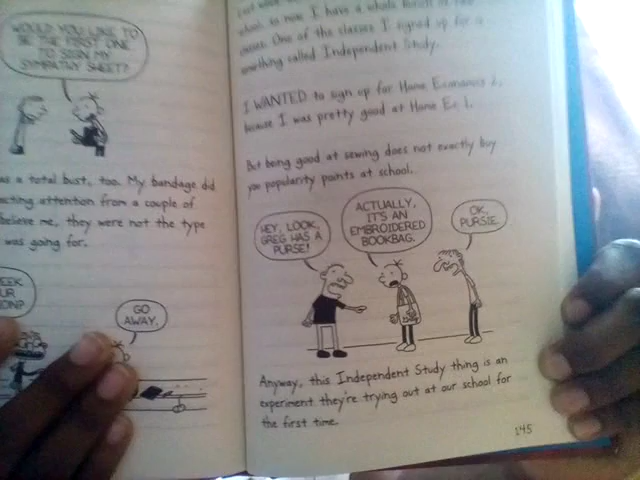 WOULD YOU LIKE TO
BE THE FIRST ONE
TO SIGN MY
SYMPATHY SHEET?
as a total bust, too. My bandage did
acting attention from a couple of
believe me, they were not the type
was going for.
GO
AWAY.
school so now I have a whole
classes. One of the classes I signed up for is
something called Independent Study.
I WANTED to sign up for Home Economics 2,
because I was pretty good at Home Ec 1.
But being good at sewing does not exactly buy
you popularity points at school.
HEY, LOOK,
GREG HAS A
PURSE!
ACTUALLY,
IT'S AN
EMBROIDERED
BOOKBAG.
OK,
PURSIE.
Anyway, this Independent Study thing is an
experiment they're trying out at our school for
the first time.
145